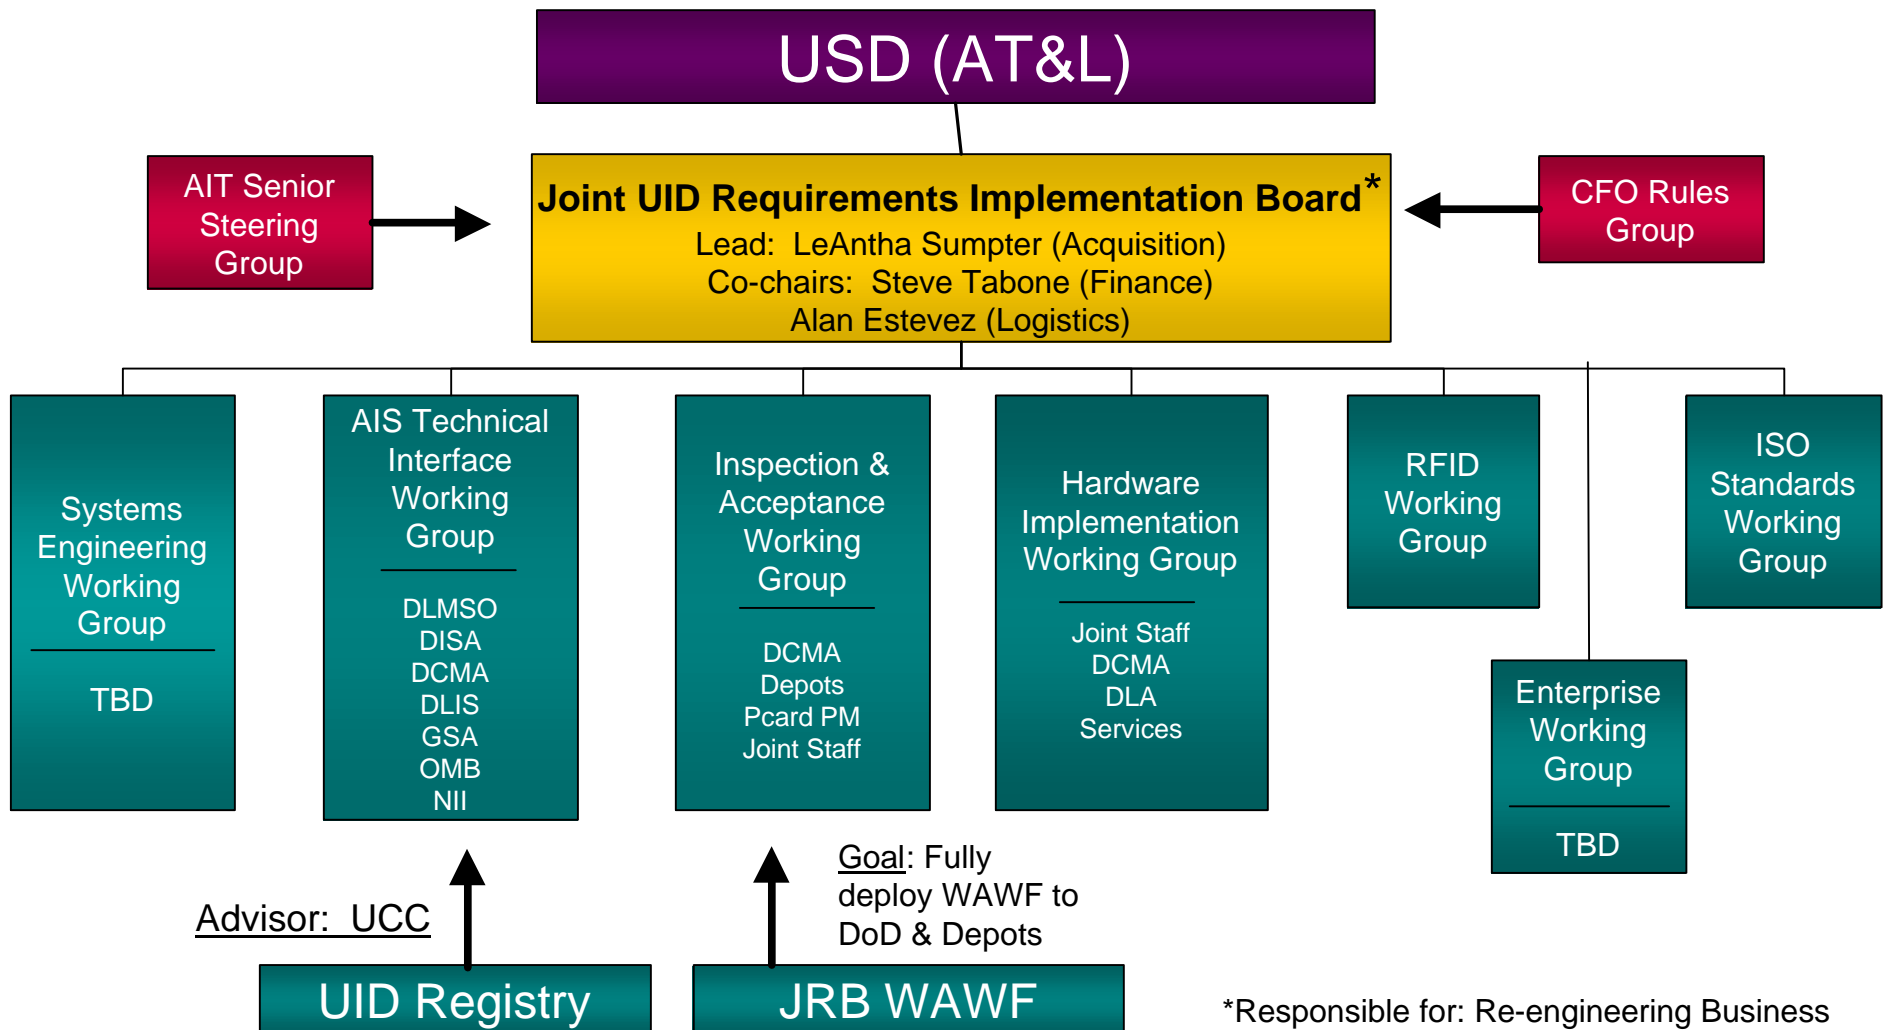 USD (AT&L)
AIT Senior
Steering
Group
Joint UID Requirements Implementation Board*
Lead: LeAntha Sumpter (Acquisition)
Co-chairs: Steve Tabone (Finance)
Alan Estevez (Logistics)
CFO Rules
Group
Systems
Engineering
Working
Group
TBD
AIS Technical
Interface
Working
Group
DLMSO
DISA
DCMA
DLIS
GSA
OMB
NII
Inspection &
Acceptance
Working
Group
DCMA
Depots
Pcard PM
Joint Staff
Hardware
Implementation
Working Group
Joint Staff
DCMA
DLA
Services
RFID
Working
Group
Enterprise
Working
Group
TBD
ISO
Standards
Working
Group
Advisor: UCC
Goal: Fully
deploy WAWF to
DoD & Depots
UID Registry
JRB WAWF
*Responsible for: Re-engineering Business